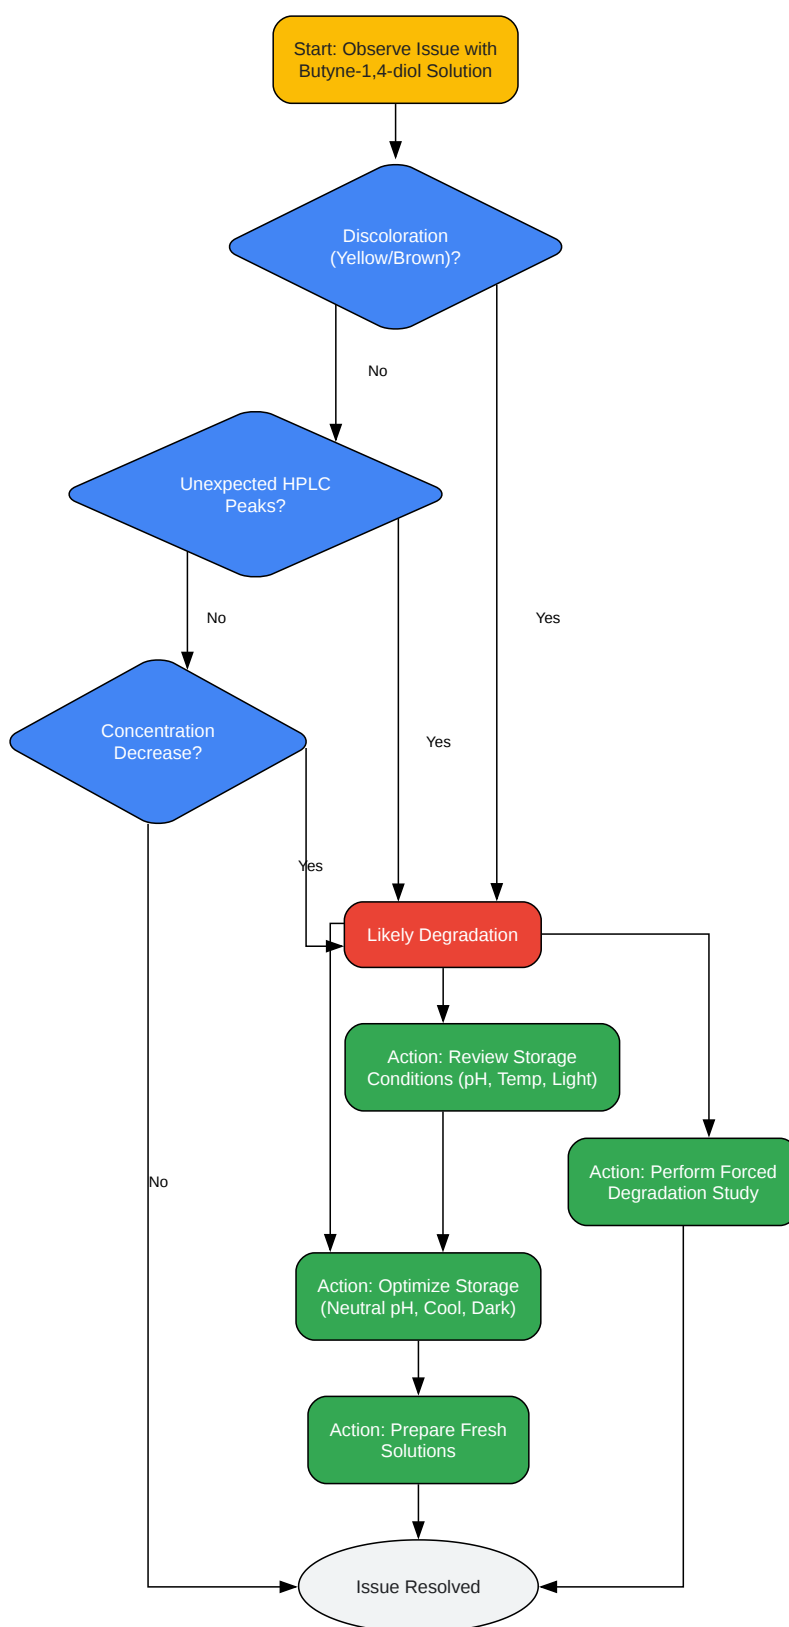 Start: Observe Issue with
Butyne-1,4-diol Solution
Discoloration
(Yellow/Brown)?
No
Unexpected HPLC
Peaks?
No
Yes
Concentration
Decrease?
Yes
Yes
Likely Degradation
Action: Review Storage
Conditions (pH, Temp, Light)
Action: Perform Forced
Degradation Study
No
Action: Optimize Storage
(Neutral pH, Cool, Dark)
Action: Prepare Fresh
Solutions
Issue Resolved